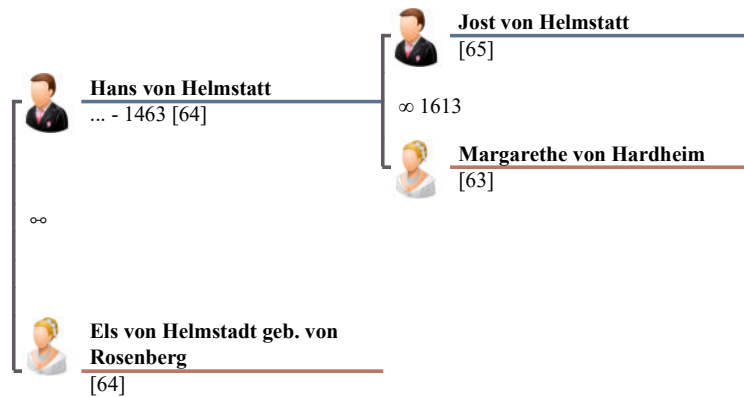 Jost von Helmstatt
[65]
Hans von Helmstatt
... - 1463 [64]
∞ 1613
Margarethe von Hardheim
[63]
⚯
Els von Helmstadt geb. von
Rosenberg
[64]